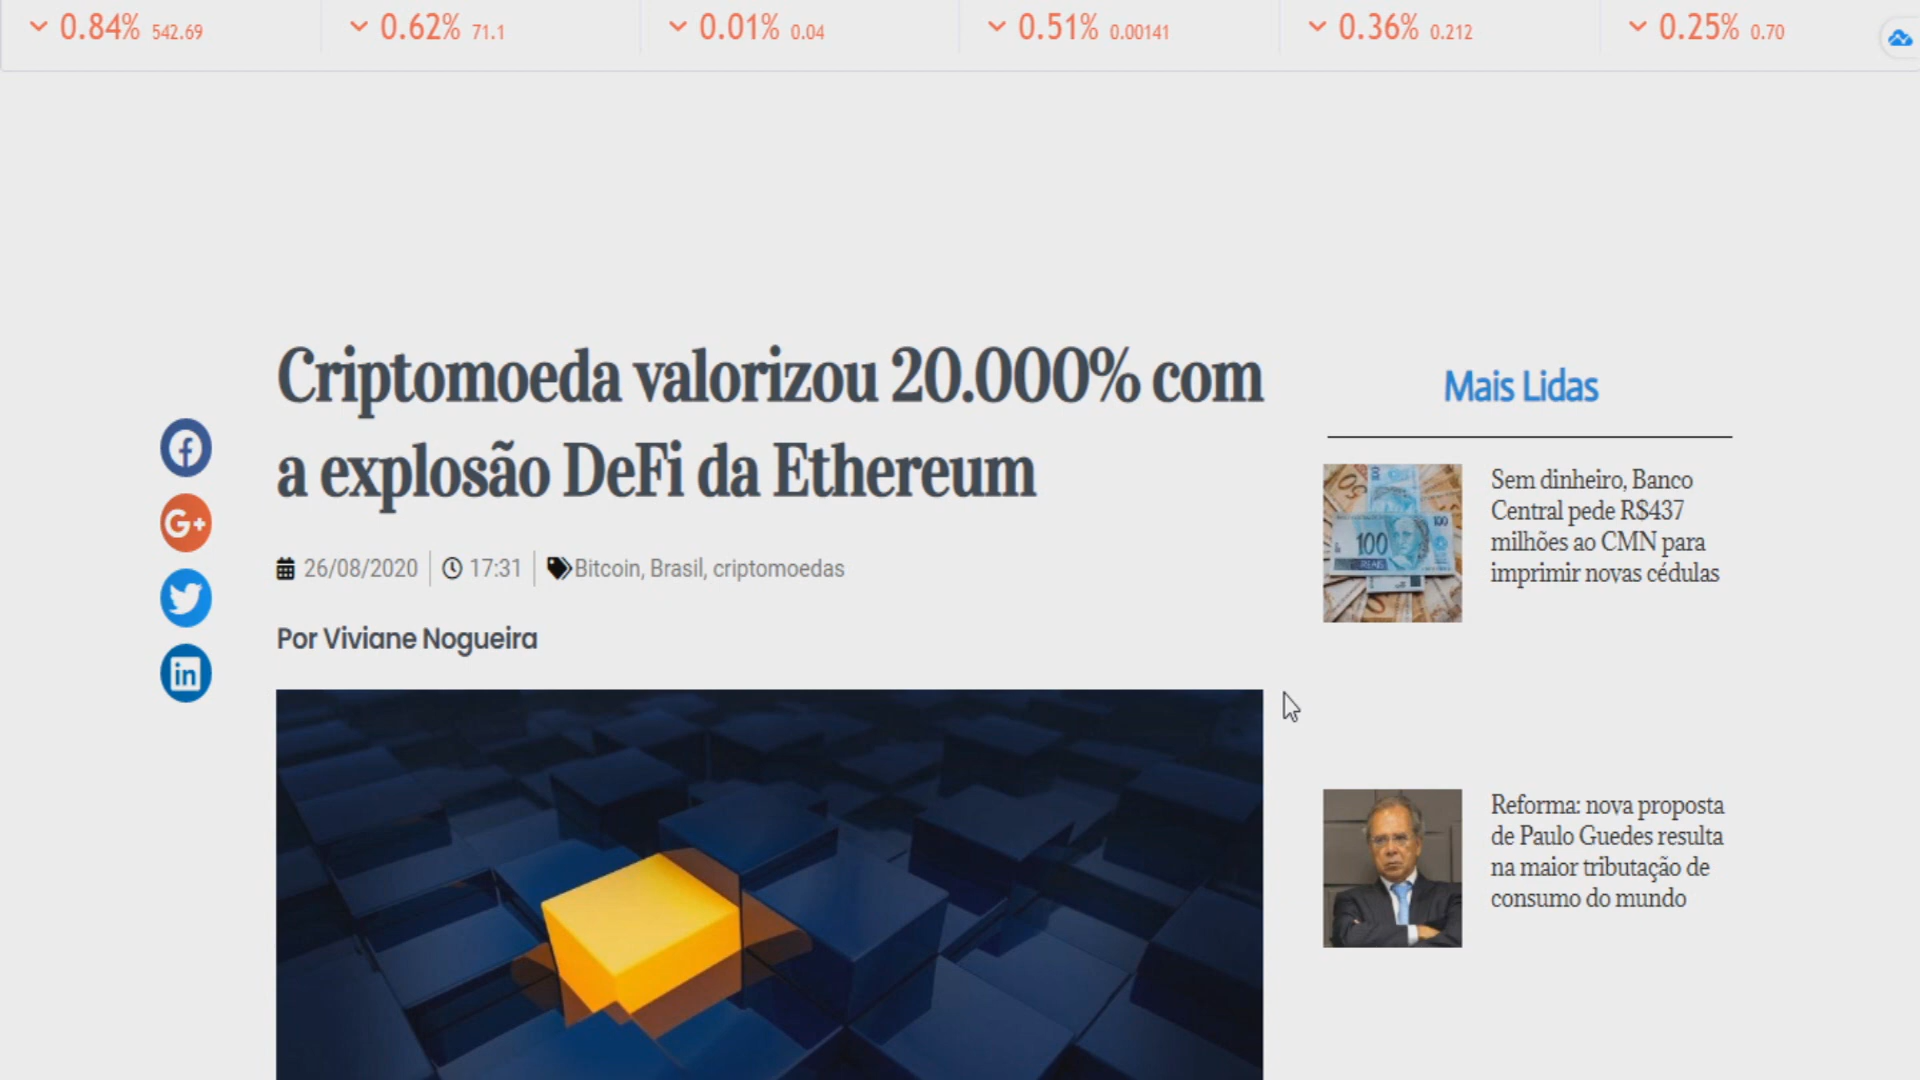 0.84% 542.69
0.62% 71.1
0.01% 0.04
0.51% 0.00141
0.36% 0.212
0.25% 0.70
Criptomoeda valorizou 20.000% com
a explosão DeFi da Ethereum
26/08/2020 17:31 Bitcoin, Brasil, criptomoedas
Por Viviane Nogueira
Mais Lidas
Sem dinheiro, Banco
Central pede R$437
milhões ao CMN para
imprimir novas cédulas
100
100
REAIS
Reforma: nova proposta
de Paulo Guedes resulta
na maior tributação de
consumo do mundo